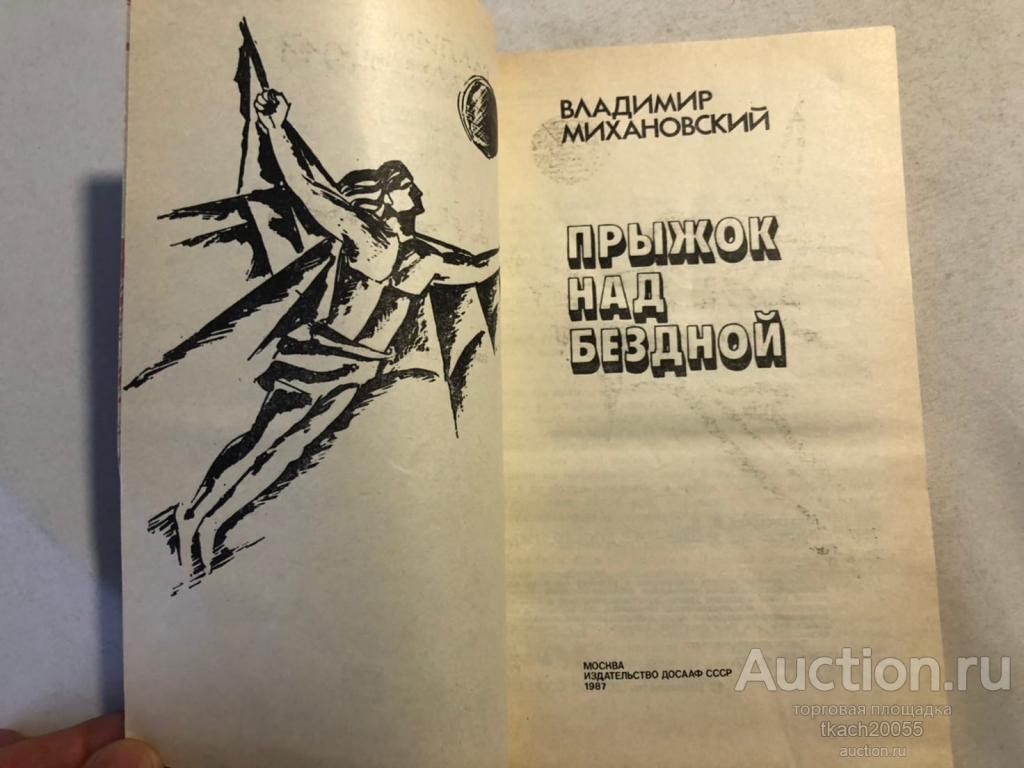 ВЛАДИМИР
МИХАНОВСКИЙ
ПРЫЖОК
НАД
БЕЗДНОЙ
МОСКВА
ИЗДАТЕЛЬСТВО ДОСААФ СССР
1987
Auction.ru
торговая площадка
tkach20055
auction.ru